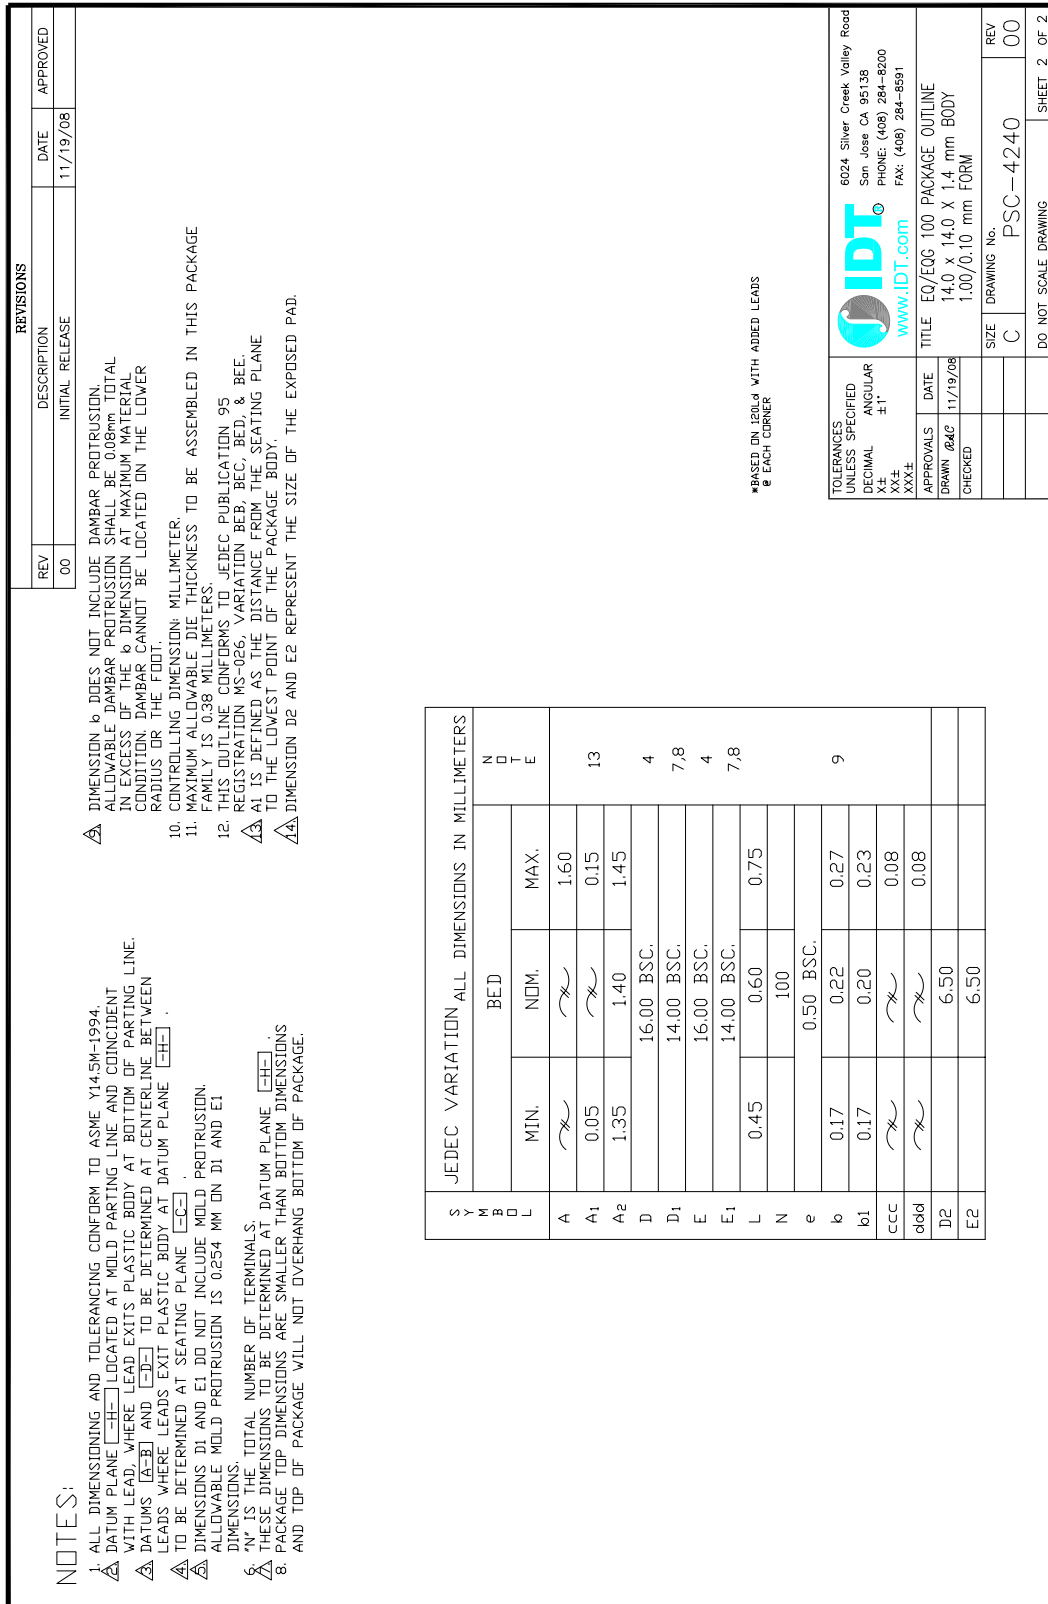 REVISIONS
REV DESCRIPTION DATE APPROVED
00 INITIAL RELEASE 11/19/08
NOTES:
1. ALL DIMENSIONING AND TOLERANCING CONFORM TO ASME Y14.5M-1994.
2. DATUM PLANE -H- LOCATED AT MOLD PARTING LINE AND COINCIDENT
WITH LEAD, WHERE LEAD EXITS PLASTIC BODY AT BOTTOM OF PARTING LINE.
3. DATUMS A-B AND -D- TO BE DETERMINED AT CENTERLINE BETWEEN
LEADS WHERE LEADS EXIT PLASTIC BODY AT DATUM PLANE -H- .
4. TO BE DETERMINED AT SEATING PLANE -C- .
5. DIMENSIONS D1 AND E1 DO NOT INCLUDE MOLD PROTRUSION.
ALLOWABLE MOLD PROTRUSION IS 0.254 MM ON D1 AND E1
DIMENSIONS.
6. "N" IS THE TOTAL NUMBER OF TERMINALS.
7. THESE DIMENSIONS TO BE DETERMINED AT DATUM PLANE -H- .
8. PACKAGE TOP DIMENSIONS ARE SMALLER THAN BOTTOM DIMENSIONS
AND TOP OF PACKAGE WILL NOT OVERHANG BOTTOM OF PACKAGE.
9. DIMENSION b DOES NOT INCLUDE DAMBAR PROTRUSION.
ALLOWABLE DAMBAR PROTRUSION SHALL BE 0.08mm TOTAL
IN EXCESS OF THE b DIMENSION AT MAXIMUM MATERIAL
CONDITION. DAMBAR CANNOT BE LOCATED ON THE LOWER
RADIUS OR THE FOOT.
10. CONTROLLING DIMENSION: MILLIMETER.
11. MAXIMUM ALLOWABLE DIE THICKNESS TO BE ASSEMBLED IN THIS PACKAGE
FAMILY IS 0.38 MILLIMETERS.
12. THIS OUTLINE CONFORMS TO JEDEC PUBLICATION 95
REGISTRATION MS-026, VARIATION BEB, BEC, BED, & BEE.
13. A1 IS DEFINED AS THE DISTANCE FROM THE SEATING PLANE
TO THE LOWEST POINT OF THE PACKAGE BODY.
14. DIMENSION D2 AND E2 REPRESENT THE SIZE OF THE EXPOSED PAD.
SYMBOL JEDEC VARIATION ALL DIMENSIONS IN MLLIMETERS
BED NOTE
MIN. NOM. MAX.
A 1.60
A1 0.05 0.15 13
A2 1.35 1.40 1.45
D 16.00 BSC. 4
D1 14.00 BSC. 7,8
E 16.00 BSC. 4
E1 14.00 BSC. 7,8
L 0.45 0.60 0.75
N 100
e 0.50 BSC.
b 0.17 0.22 0.27 9
b1 0.17 0.20 0.23
ccc 0.08
ddd 0.08
D2 6.50
E2 6.50
*BASED ON 120Ld WITH ADDED LEADS
@ EACH CORNER
TOLERANCES
UNLESS SPECIFIED
DECIMAL ANGULAR
X± ±1°
XX±
XXX±
APPROVALS DATE
DRAWN RAC 11/19/08
CHECKED
IDT®
www.IDT.com
6024 Silver Creek Valley Road
San Jose CA 95138
PHONE: (408) 284-8200
FAX: (408) 284-8591
TITLE EQ/EQG 100 PACKAGE OUTLINE
14.0 x 14.0 X 1.4 mm BODY
1.00/0.10 mm FORM
SIZE DRAWING No. REV
C PSC-4240 00
DO NOT SCALE DRAWING SHEET 2 OF 2